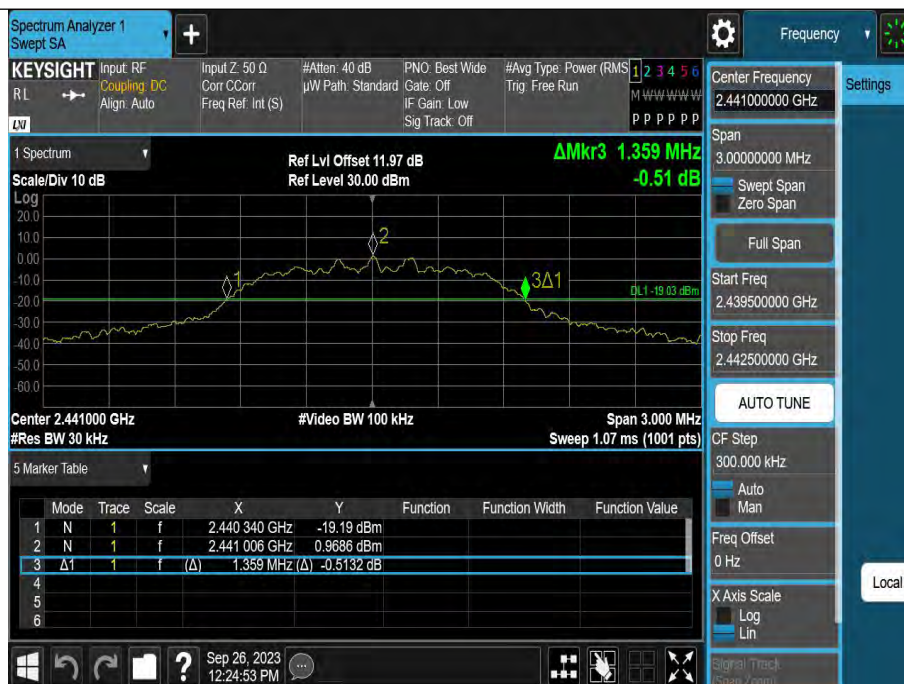 Spectrum Analyzer 1
Swept SA
Frequency
KEYSIGHT
R L
LXI
Input: RF
Coupling: DC
Align: Auto
Input Z: 50 Ω
Corr CCorr
Freq Ref: Int (S)
#Atten: 40 dB
µW Path: Standard
PNO: Best Wide
Gate: Off
IF Gain: Low
Sig Track: Off
#Avg Type: Power (RMS
Trig: Free Run
1 2 3 4 5 6
M W W W W W
P P P P P P
Center Frequency
2.441000000 GHz
Settings
Span
3.00000000 MHz
Swept Span
Zero Span
Full Span
Start Freq
2.439500000 GHz
Stop Freq
2.442500000 GHz
AUTO TUNE
CF Step
300.000 kHz
Auto
Man
Freq Offset
0 Hz
Local
X Axis Scale
Log
Lin
Signal Track
(Span Zoom)
1 Spectrum
Scale/Div 10 dB
Ref Lvl Offset 11.97 dB
Ref Level 30.00 dBm
ΔMkr3 1.359 MHz
-0.51 dB
Log
20.0
10.0
0.00
-10.0
-20.0
-30.0
-40.0
-50.0
-60.0
1
2
3Δ1
DL1 -19.03 dBm
Center 2.441000 GHz
#Video BW 100 kHz
Span 3.000 MHz
#Res BW 30 kHz
Sweep 1.07 ms (1001 pts)
5 Marker Table
Mode Trace Scale X Y Function Function Width Function Value
1 N 1 f 2.440 340 GHz -19.19 dBm
2 N 1 f 2.441 006 GHz 0.9686 dBm
3 Δ1 1 f (Δ) 1.359 MHz (Δ) -0.5132 dB
4
5
6
Sep 26, 2023
12:24:53 PM